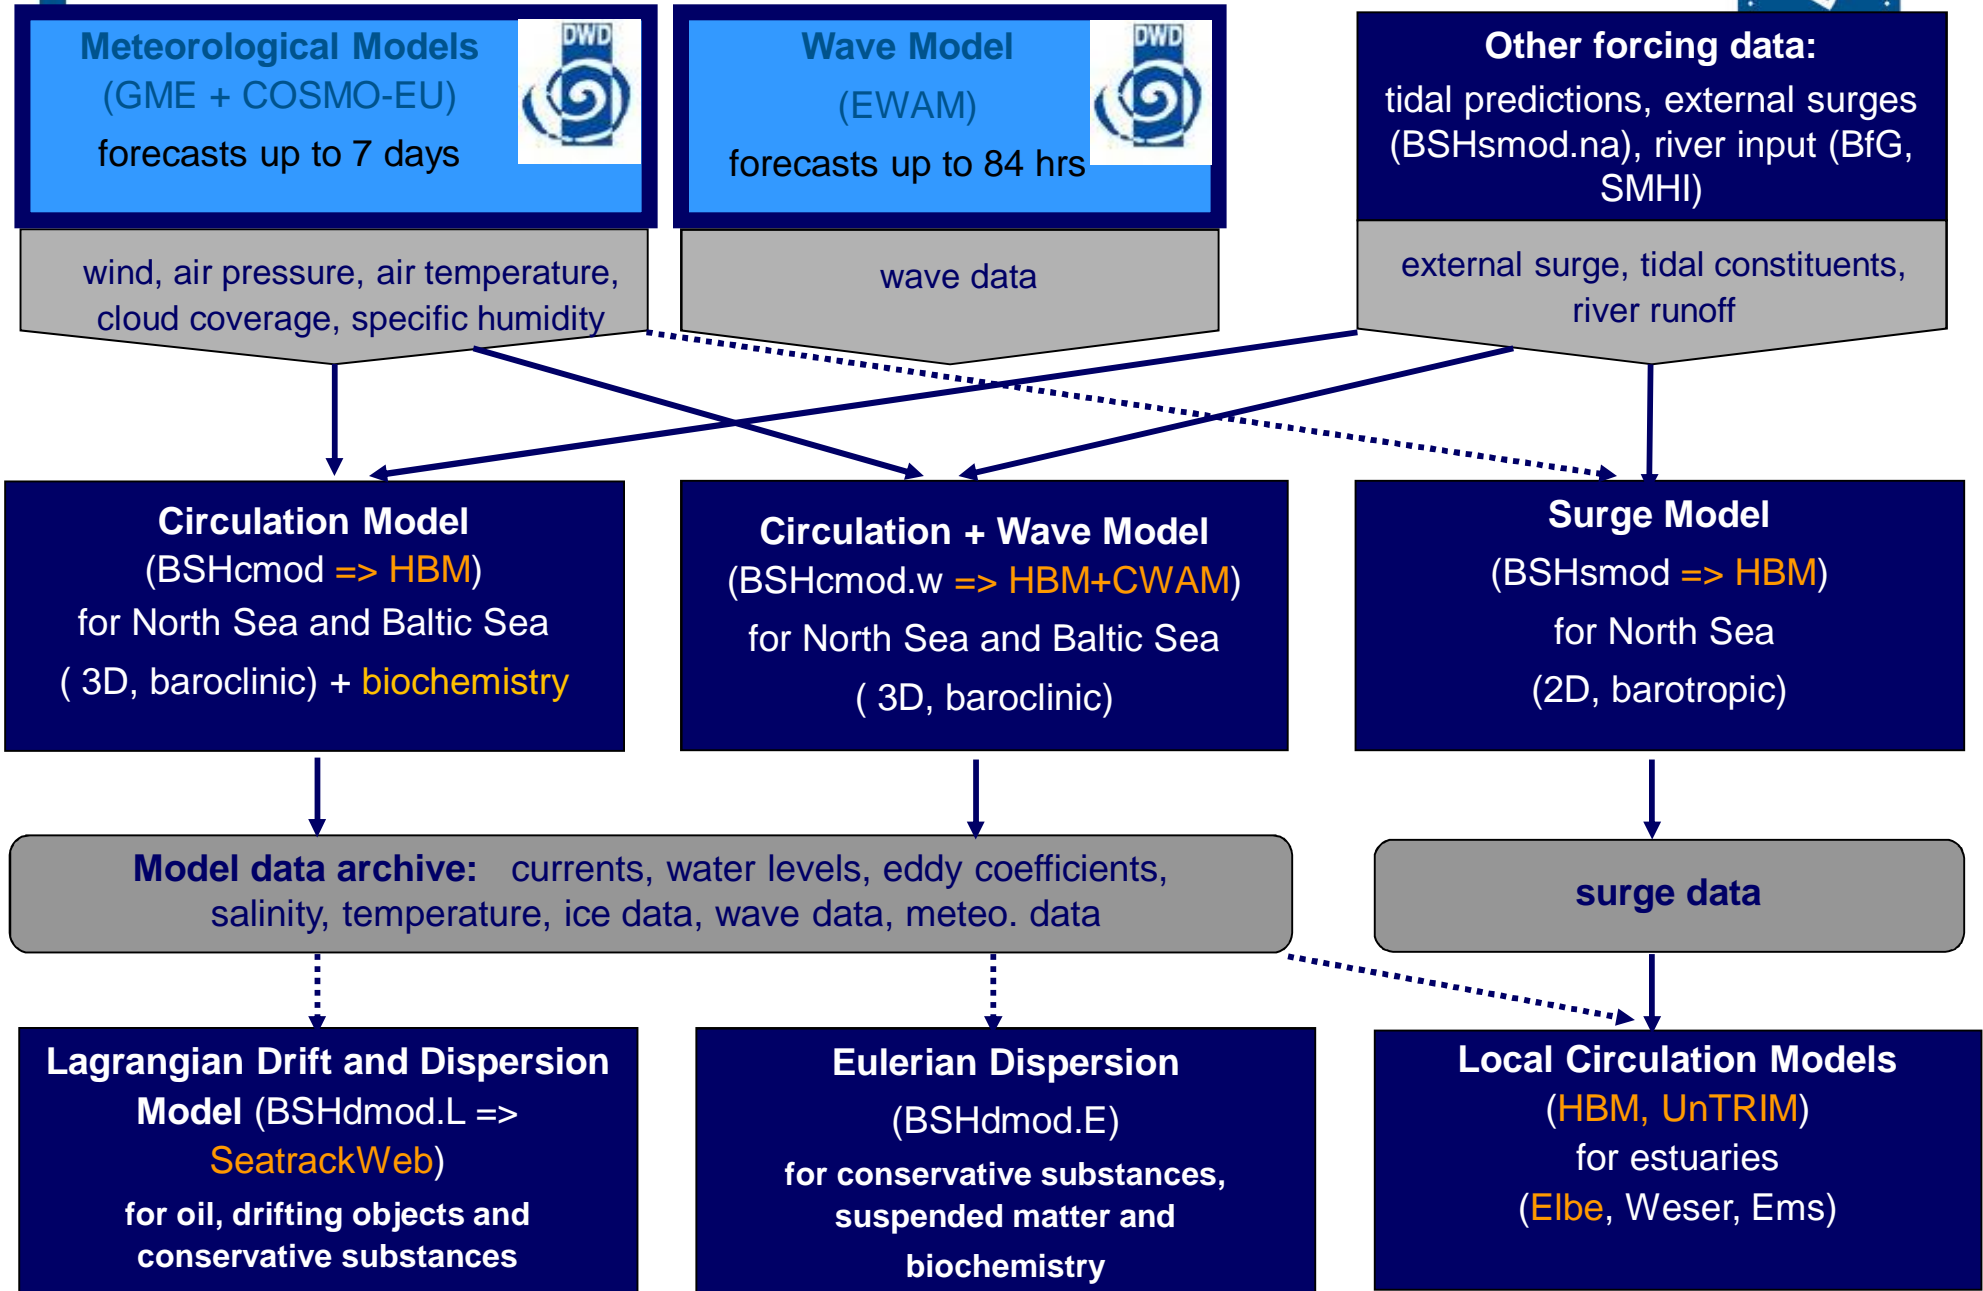 Meteorological Models
(GME + COSMO-EU)
forecasts up to 7 days
DWD
Wave Model
(EWAM)
forecasts up to 84 hrs
DWD
Other forcing data:
tidal predictions, external surges
(BSHsmod.na), river input (BfG,
SMHI)
wind, air pressure, air temperature,
cloud coverage, specific humidity
wave data
external surge, tidal constituents,
river runoff
Circulation Model
(BSHcmod => HBM)
for North Sea and Baltic Sea
( 3D, baroclinic) + biochemistry
Circulation + Wave Model
(BSHcmod.w => HBM+CWAM)
for North Sea and Baltic Sea
( 3D, baroclinic)
Surge Model
(BSHsmod => HBM)
for North Sea
(2D, barotropic)
Model data archive: currents, water levels, eddy coefficients,
salinity, temperature, ice data, wave data, meteo. data
surge data
Lagrangian Drift and Dispersion
Model (BSHdmod.L =>
SeatrackWeb)
for oil, drifting objects and
conservative substances
Eulerian Dispersion
(BSHdmod.E)
for conservative substances,
suspended matter and
biochemistry
Local Circulation Models
(HBM, UnTRIM)
for estuaries
(Elbe, Weser, Ems)